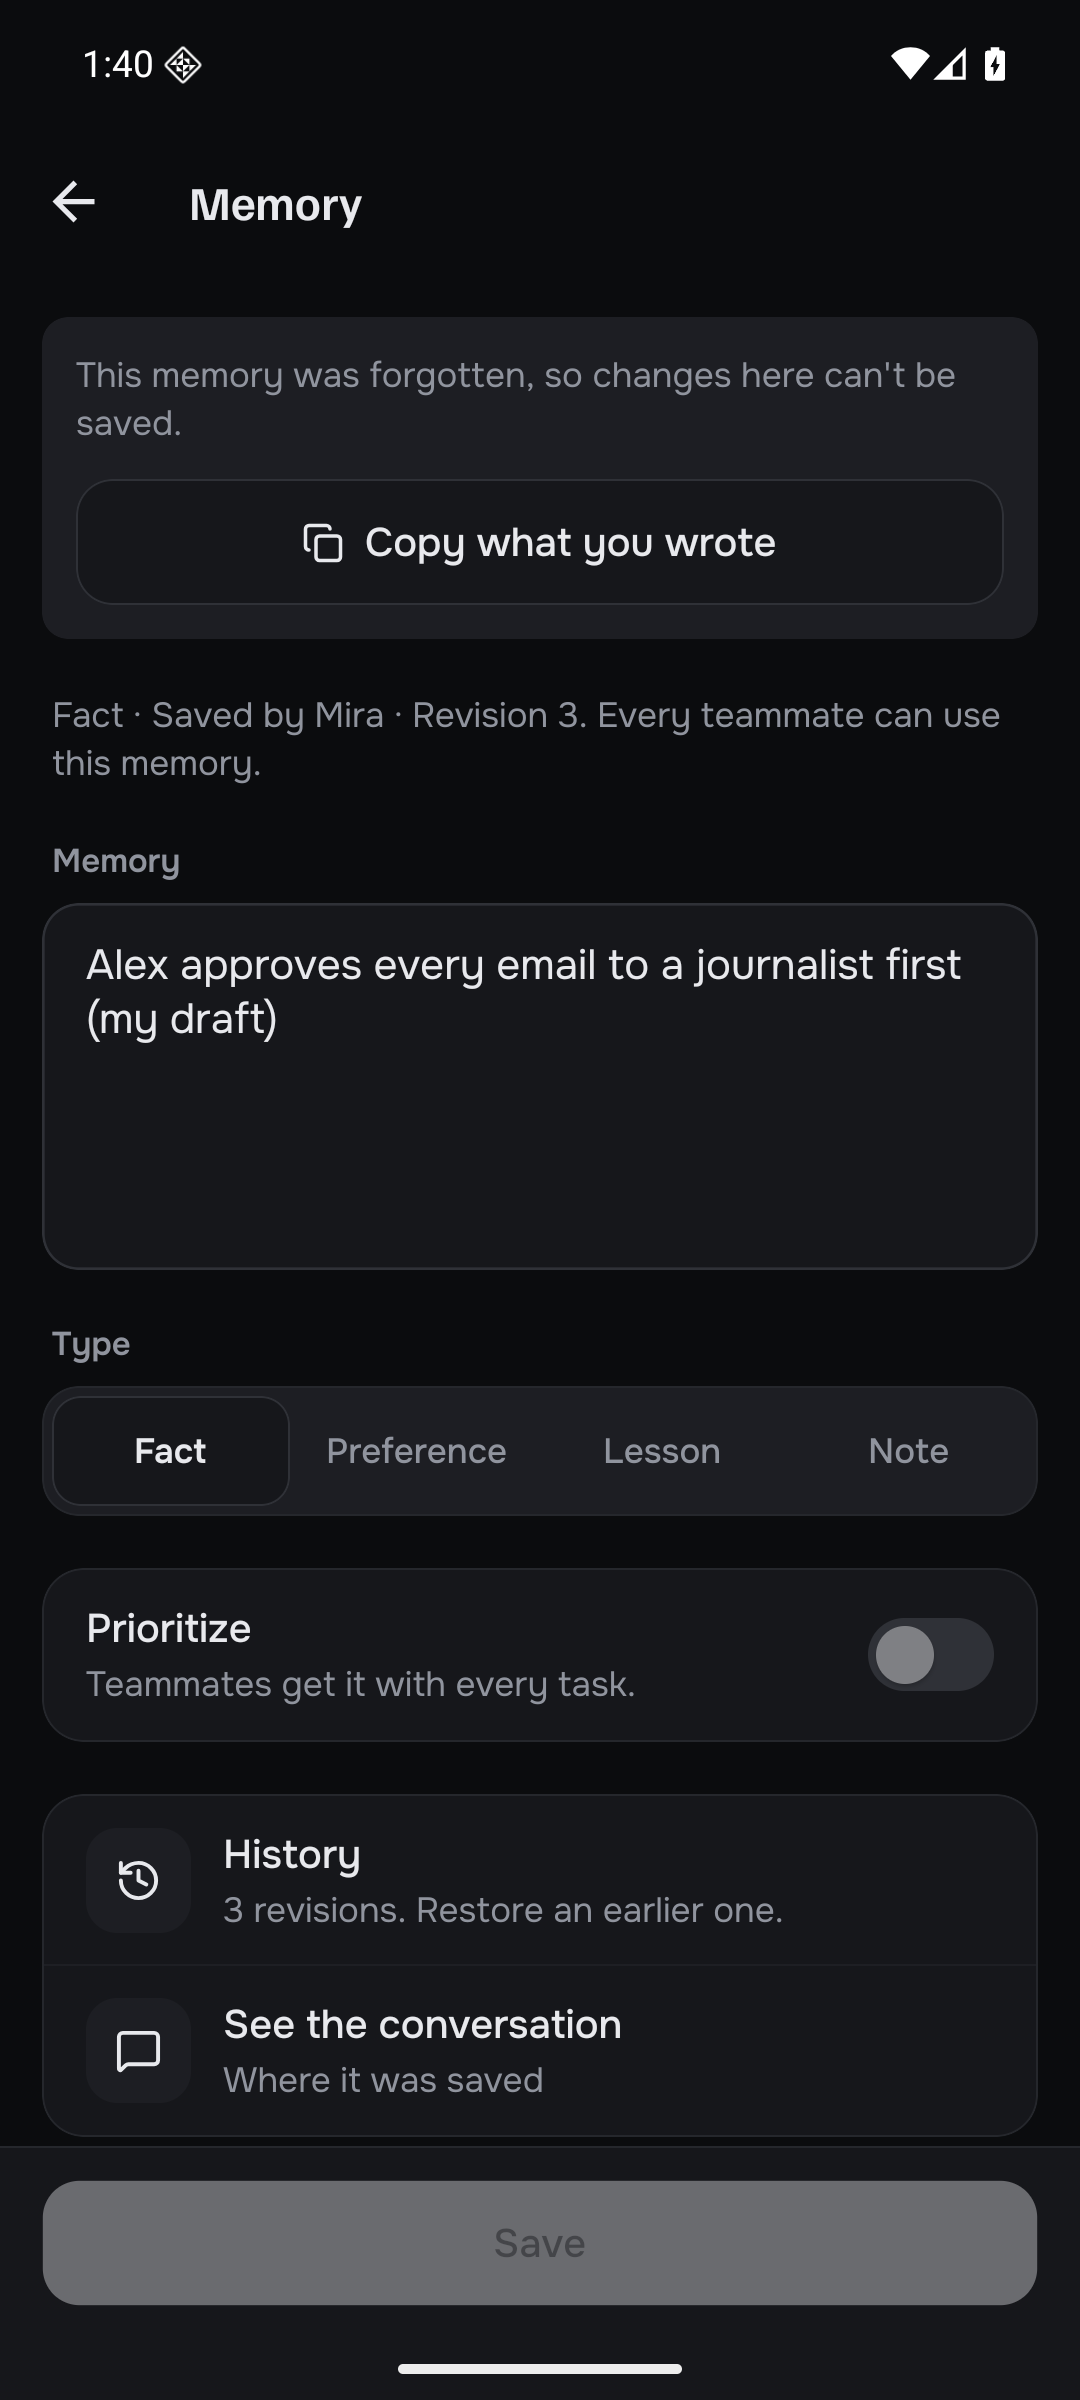 1:40
Memory
This memory was forgotten, so changes here can't be
saved.
Copy what you wrote
Fact · Saved by Mira · Revision 3. Every teammate can use
this memory.
Memory
Alex approves every email to a journalist first
(my draft)
Type
Fact
Preference
Lesson
Note
Prioritize
Teammates get it with every task.
History
3 revisions. Restore an earlier one.
See the conversation
Where it was saved
Save